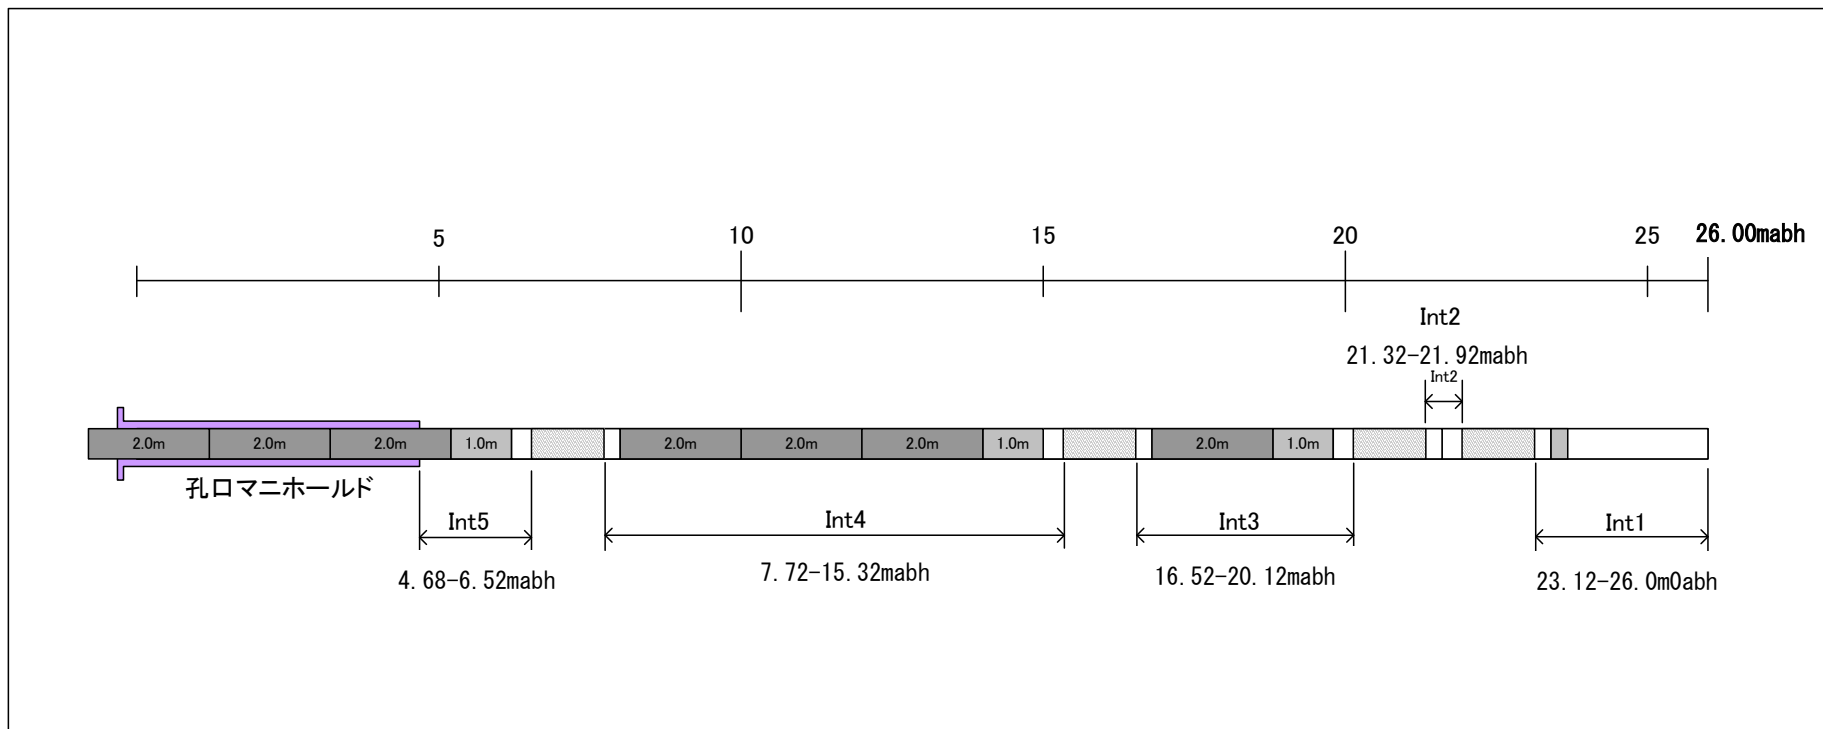 5
10
15
20
25
26.00mabh
Int2
21.32-21.92mabh
Int2
2.0m
2.0m
2.0m
1.0m
2.0m
2.0m
2.0m
1.0m
2.0m
1.0m
孔口マニホールド
Int5
Int4
Int3
Int1
4.68-6.52mabh
7.72-15.32mabh
16.52-20.12mabh
23.12-26.0m0abh